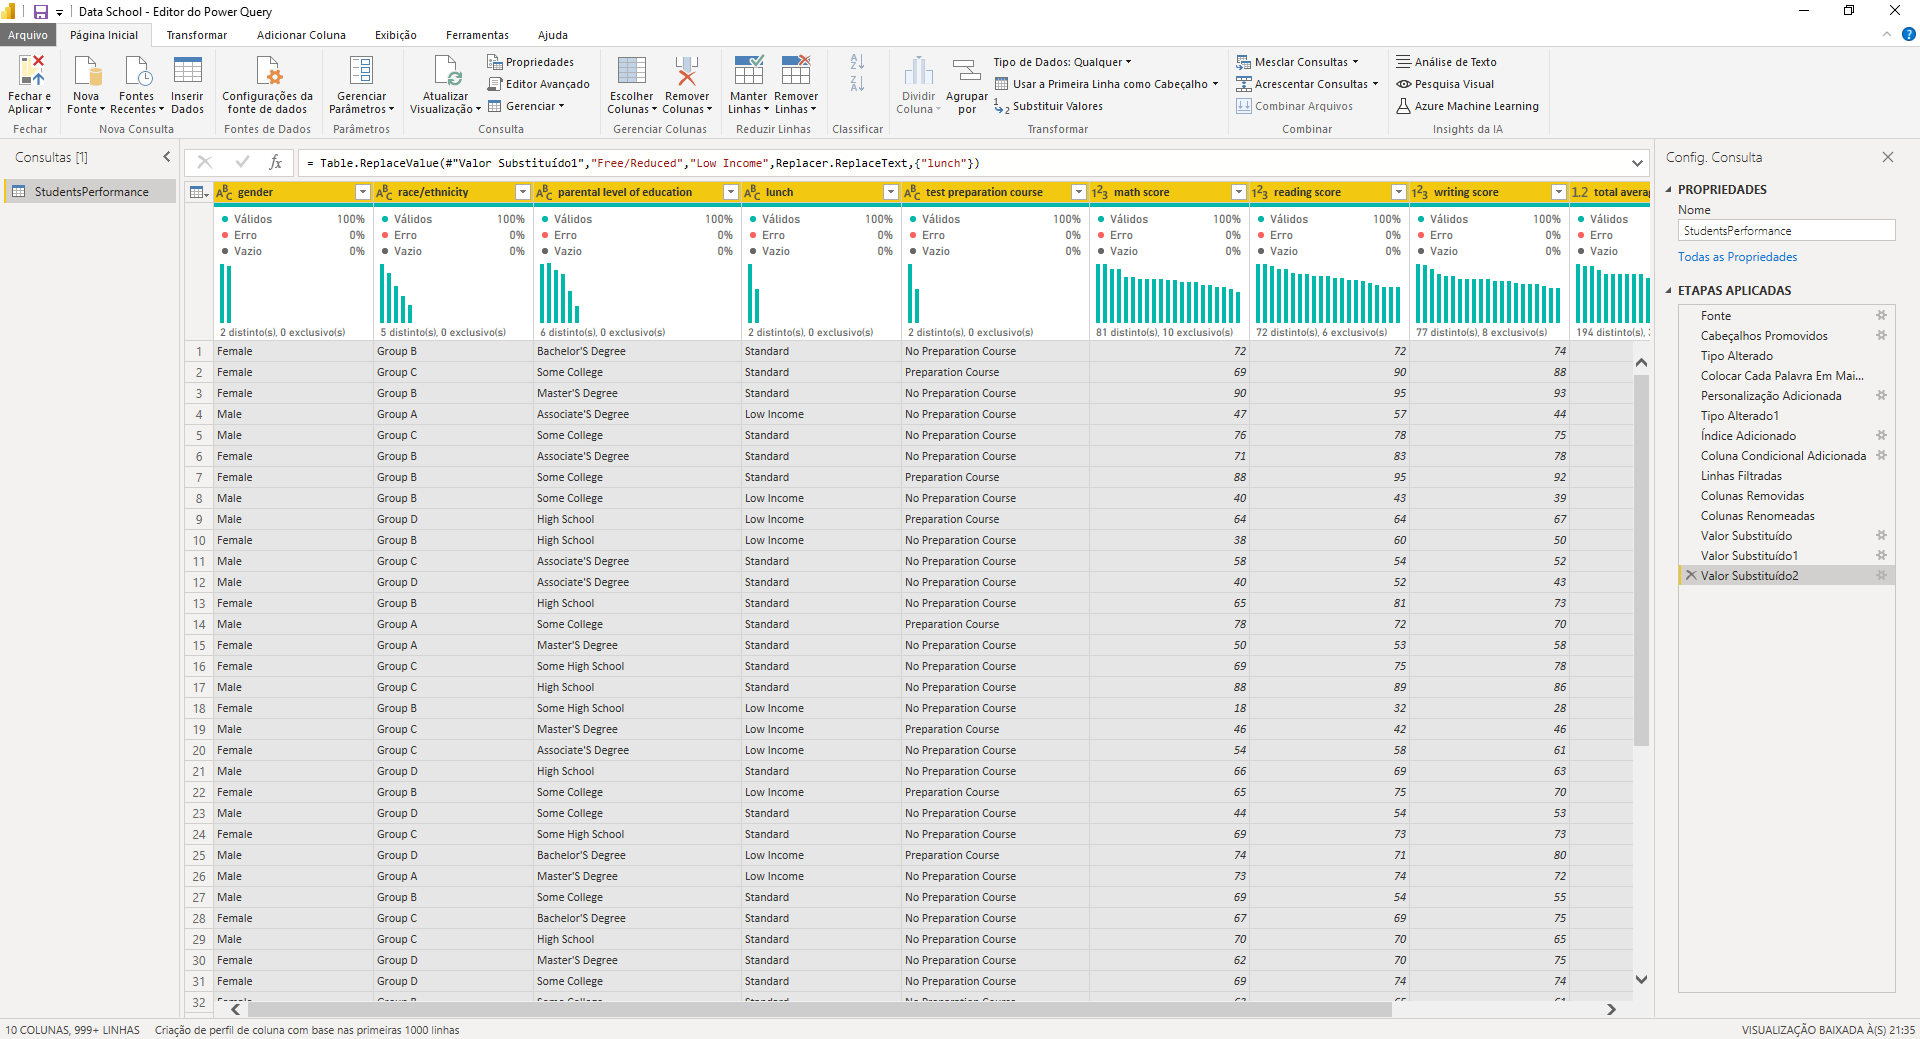 Data School - Editor do Power Query
Arquivo Página Inicial Transformar Adicionar Coluna Exibição Ferramentas Ajuda
Fechar e Aplicar
Fechar
Nova Fonte
Fontes Recentes
Inserir Dados
Nova Consulta
Configurações da fonte de dados
Fontes de Dados
Gerenciar Parâmetros
Parâmetros
Atualizar Visualização
Propriedades
Editor Avançado
Gerenciar
Consulta
Escolher Colunas
Remover Colunas
Gerenciar Colunas
Manter Linhas
Remover Linhas
Reduzir Linhas
Classificar
Dividir Coluna
Agrupar por
Tipo de Dados: Qualquer
Usar a Primeira Linha como Cabeçalho
Substituir Valores
Transformar
Mesclar Consultas
Acrescentar Consultas
Combinar Arquivos
Combinar
Análise de Texto
Pesquisa Visual
Azure Machine Learning
Insights da IA
Consultas [1]
StudentsPerformance
= Table.ReplaceValue(#"Valor Substituído1","Free/Reduced","Low Income",Replacer.ReplaceText,{"lunch"})
gender race/ethnicity parental level of education lunch test preparation course math score reading score writing score 1.2 total averag
Válidos 100% Válidos 100% Válidos 100% Válidos 100% Válidos 100% Válidos 100% Válidos 100% Válidos 100% Válidos
Erro 0% Erro 0% Erro 0% Erro 0% Erro 0% Erro 0% Erro 0% Erro 0% Erro
Vazio 0% Vazio 0% Vazio 0% Vazio 0% Vazio 0% Vazio 0% Vazio 0% Vazio 0% Vazio
2 distinto(s), 0 exclusivo(s) 5 distinto(s), 0 exclusivo(s) 6 distinto(s), 0 exclusivo(s) 2 distinto(s), 0 exclusivo(s) 2 distinto(s), 0 exclusivo(s) 81 distinto(s), 10 exclusivo(s) 72 distinto(s), 6 exclusivo(s) 77 distinto(s), 8 exclusivo(s) 194 distinto(s),
1 Female Group B Bachelor'S Degree Standard No Preparation Course 72 72 74
2 Female Group C Some College Standard Preparation Course 69 90 88
3 Female Group B Master'S Degree Standard No Preparation Course 90 95 93
4 Male Group A Associate'S Degree Low Income No Preparation Course 47 57 44
5 Male Group C Some College Standard No Preparation Course 76 78 75
6 Female Group B Associate'S Degree Standard No Preparation Course 71 83 78
7 Female Group B Some College Standard Preparation Course 88 95 92
8 Male Group B Some College Low Income No Preparation Course 40 43 39
9 Male Group D High School Low Income Preparation Course 64 64 67
10 Female Group B High School Low Income No Preparation Course 38 60 50
11 Male Group C Associate'S Degree Standard No Preparation Course 58 54 52
12 Male Group D Associate'S Degree Standard No Preparation Course 40 52 43
13 Female Group B High School Standard No Preparation Course 65 81 73
14 Male Group A Some College Standard Preparation Course 78 72 70
15 Female Group A Master'S Degree Standard No Preparation Course 50 53 58
16 Female Group C Some High School Standard No Preparation Course 69 75 78
17 Male Group C High School Standard No Preparation Course 88 89 86
18 Female Group B Some High School Low Income No Preparation Course 18 32 28
19 Male Group C Master'S Degree Low Income Preparation Course 46 42 46
20 Female Group C Associate'S Degree Low Income No Preparation Course 54 58 61
21 Male Group D High School Standard No Preparation Course 66 69 63
22 Female Group B Some College Low Income Preparation Course 65 75 70
23 Male Group D Some College Standard No Preparation Course 44 54 53
24 Female Group C Some High School Standard No Preparation Course 69 73 73
25 Male Group D Bachelor'S Degree Low Income Preparation Course 74 71 80
26 Male Group A Master'S Degree Low Income No Preparation Course 73 74 72
27 Male Group B Some College Standard No Preparation Course 69 54 55
28 Female Group C Bachelor'S Degree Standard No Preparation Course 67 69 75
29 Male Group C High School Standard No Preparation Course 70 70 65
30 Female Group D Master'S Degree Standard No Preparation Course 62 70 75
31 Female Group D Some College Standard No Preparation Course 69 74 74
32
Config. Consulta
PROPRIEDADES
Nome
StudentsPerformance
Todas as Propriedades
ETAPAS APLICADAS
Fonte
Cabeçalhos Promovidos
Tipo Alterado
Colocar Cada Palavra Em Mai...
Personalização Adicionada
Tipo Alterado1
Índice Adicionado
Coluna Condicional Adicionada
Linhas Filtradas
Colunas Removidas
Colunas Renomeadas
Valor Substituído
Valor Substituído1
Valor Substituído2
10 COLUNAS, 999+ LINHAS Criação de perfil de coluna com base nas primeiras 1000 linhas
VISUALIZAÇÃO BAIXADA À(S) 21:35